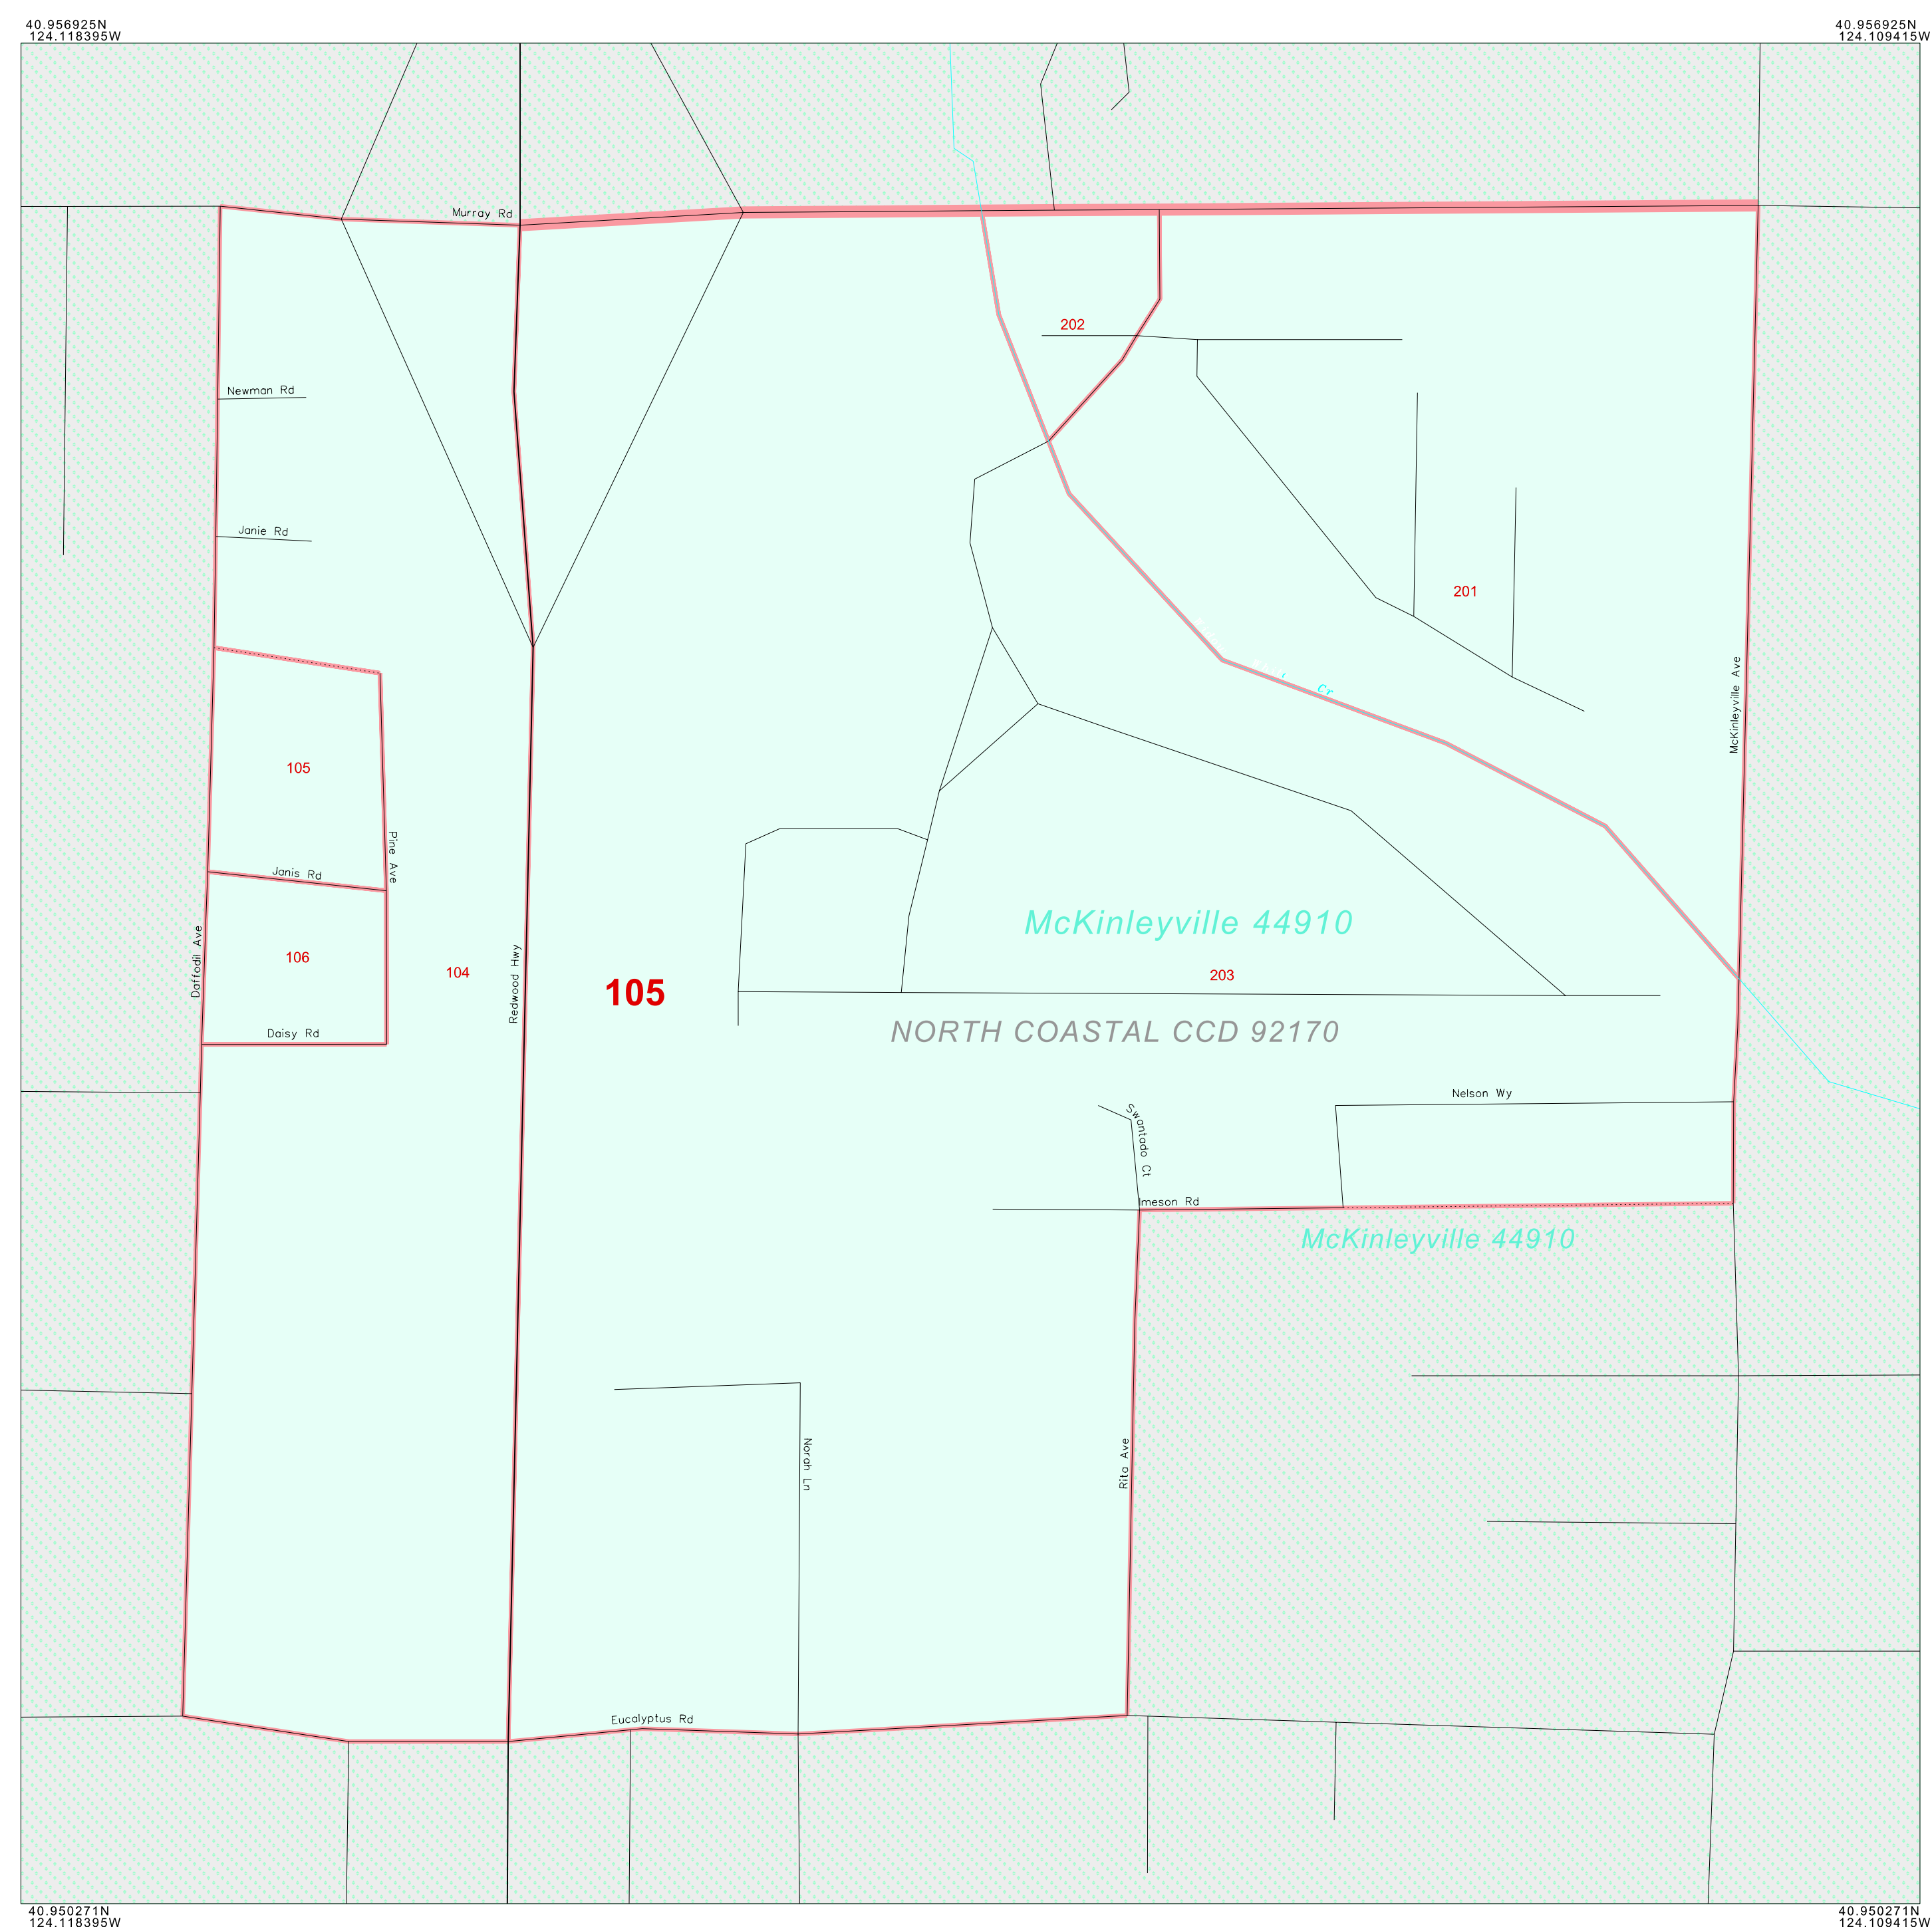 40.956925N
124.118395W
40.956925N
124.109415W
Murray Rd
202
Newman Rd
Janie Rd
201
Cr
McKinleyville Ave
105
Pine Ave
Janis Rd
McKinleyville 44910
Daffodil Ave
106
104
Redwood Hwy
105
203
Daisy Rd
NORTH COASTAL CCD 92170
Nelson Wy
Swantado Ct
Imeson Rd
McKinleyville 44910
Norah Ln
Rita Ave
Eucalyptus Rd
40.950271N
124.118395W
40.950271N
124.109415W